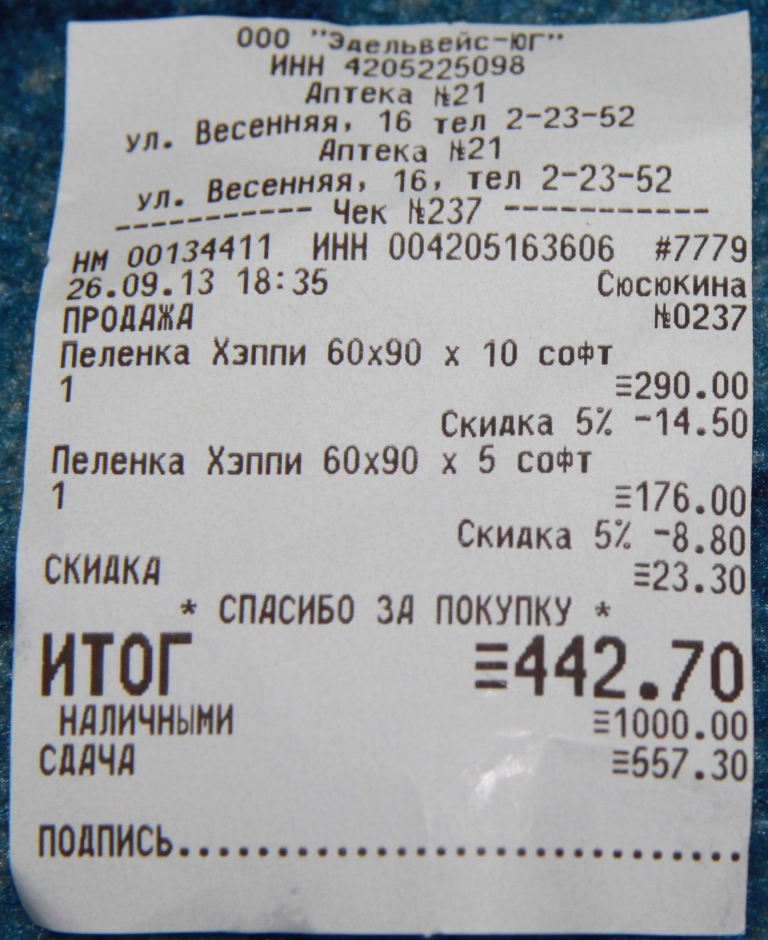 ООО "Эдельвейс-ЮГ"
ИНН 4205225098
Аптека №21
ул. Весенняя, 16 тел 2-23-52
Аптека №21
ул. Весенняя, 16, тел 2-23-52
----------- Чек №237 -----------
НМ 00134411 ИНН 004205163606 #7779
26.09.13 18:35 Сюсюкина
ПРОДАЖА №0237
Пеленка Хэппи 60x90 x 10 софт
1 ≡290.00
Скидка 5% -14.50
Пеленка Хэппи 60x90 x 5 софт
1 ≡176.00
Скидка 5% -8.80
СКИДКА ≡23.30
* СПАСИБО ЗА ПОКУПКУ *
ИТОГ ≡442.70
НАЛИЧНЫМИ ≡1000.00
СДАЧА ≡557.30
ПОДПИСЬ..............................